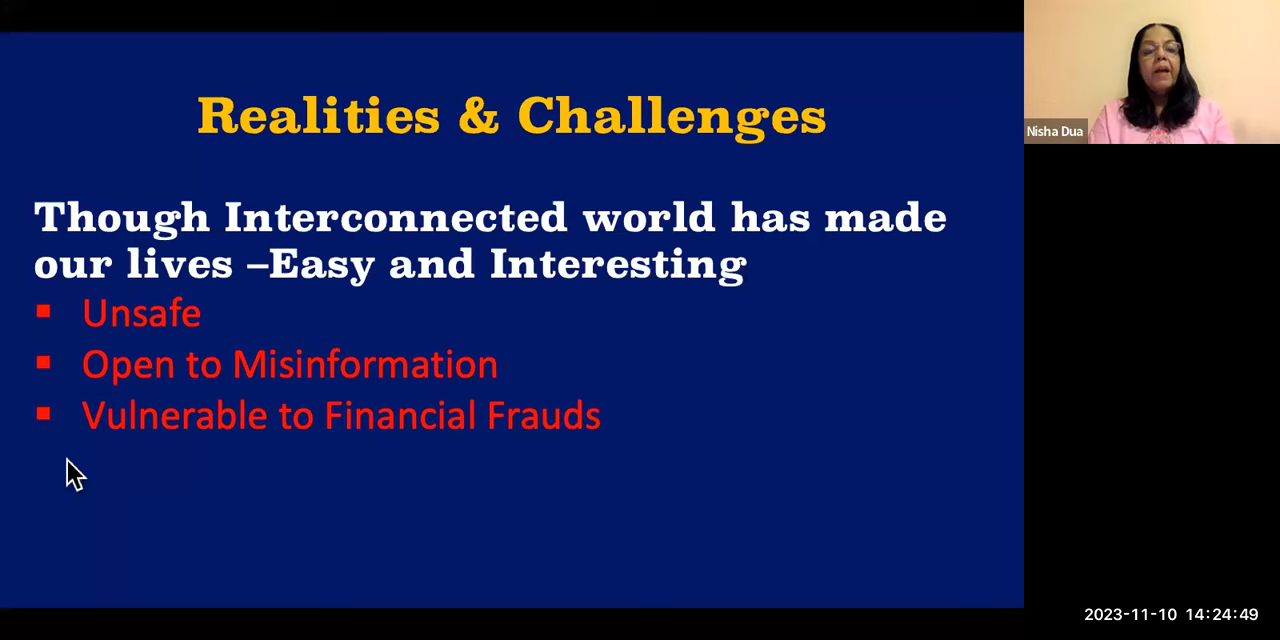 Realities & Challenges
Though Interconnected world has made
our lives –Easy and Interesting
▪ Unsafe
▪ Open to Misinformation
▪ Vulnerable to Financial Frauds
Nisha Dua
2023-11-10 14:24:49